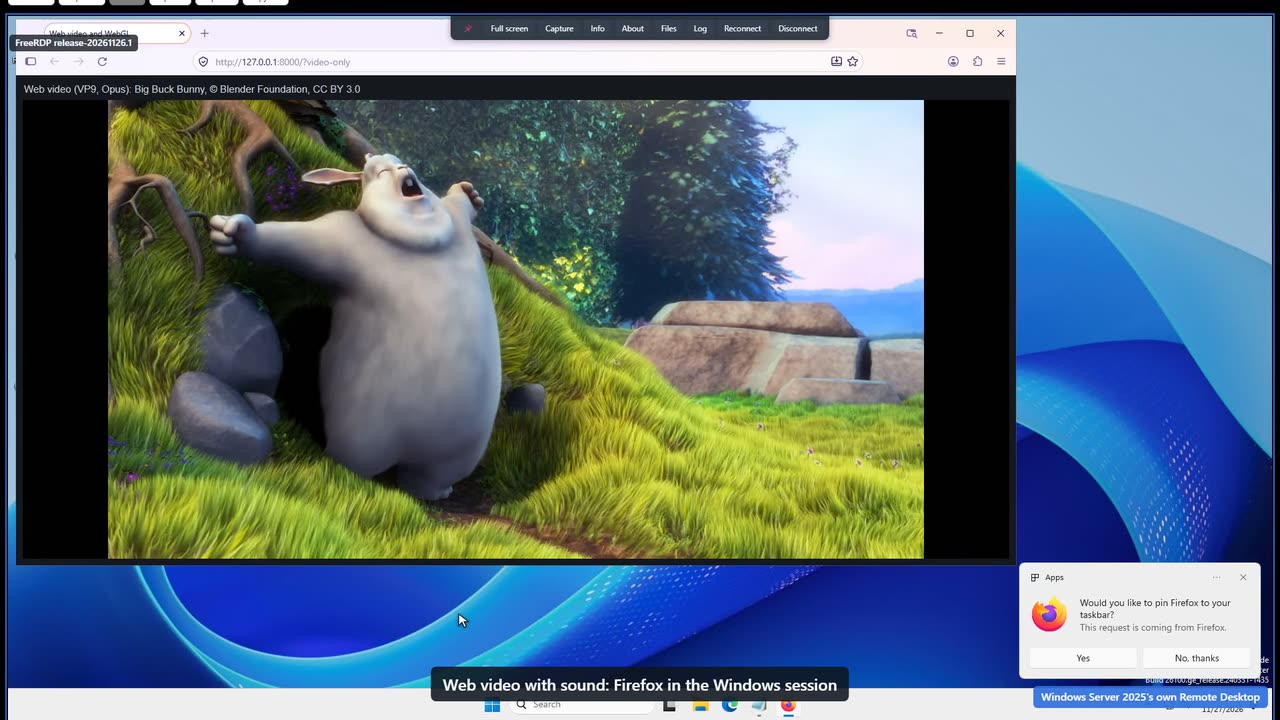 Web video and WebGL
FreeRDP release-20261126.1
Full screen
Capture
Info
About
Files
Log
Reconnect
Disconnect
http://127.0.0.1:8000/?video-only
Web video (VP9, Opus): Big Buck Bunny, © Blender Foundation, CC BY 3.0
Apps
Would you like to pin Firefox to your
taskbar?
This request is coming from Firefox.
Yes
No, thanks
Web video with sound: Firefox in the Windows session
Windows Server 2025's own Remote Desktop
Search
11/27/2026